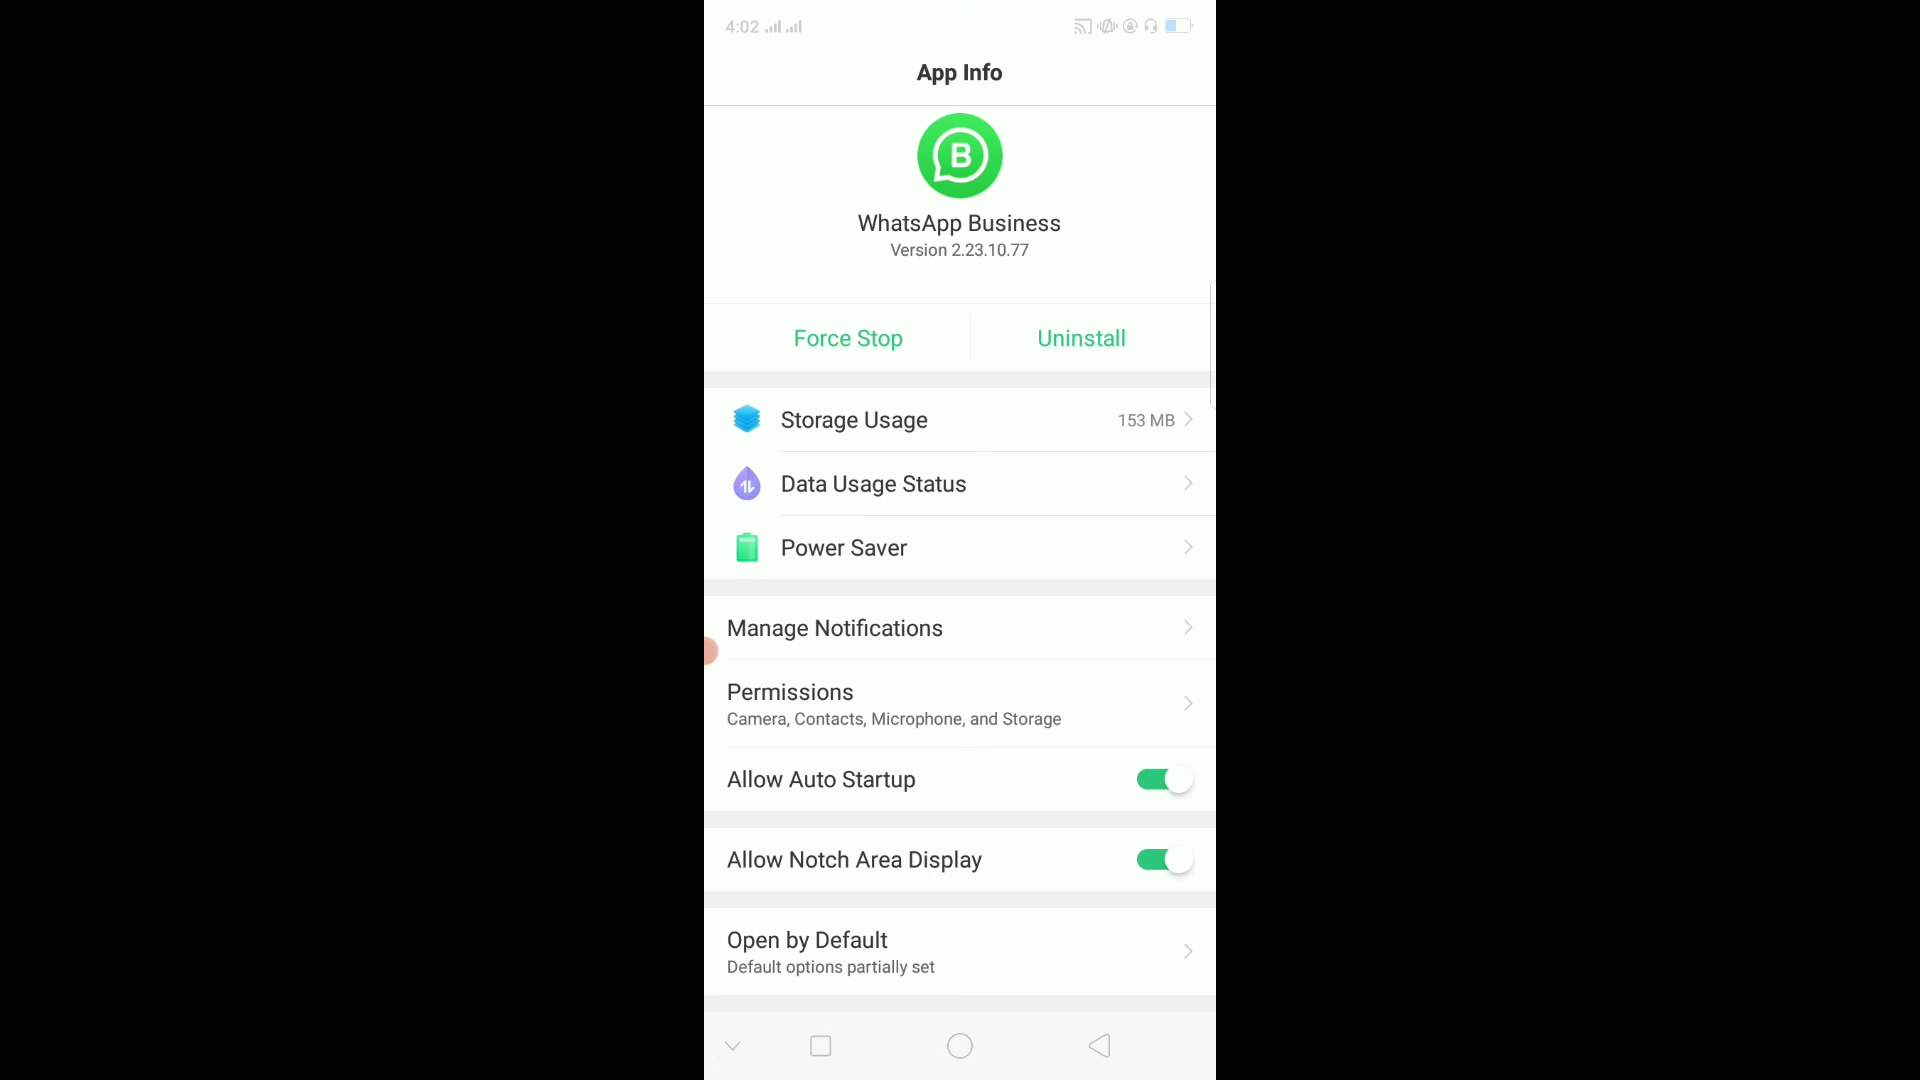 4:02
App Info
B
WhatsApp Business
Version 2.23.10.77
Force Stop
Uninstall
Storage Usage
153 MB
Data Usage Status
Power Saver
Manage Notifications
Permissions
Camera, Contacts, Microphone, and Storage
Allow Auto Startup
Allow Notch Area Display
Open by Default
Default options partially set